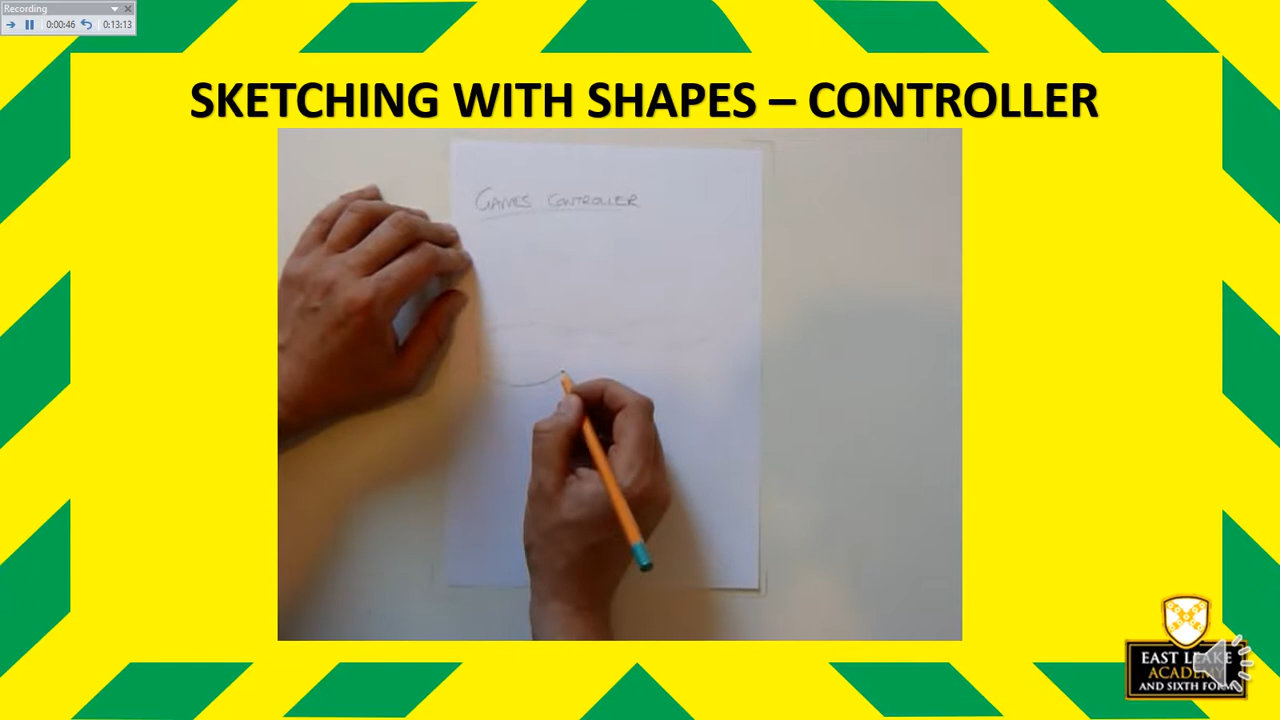 Recording
0:00:46
0:13:13
SKETCHING WITH SHAPES – CONTROLLER
GAMES CONTROLLER
EAST LEAKE
ACADEMY
AND SIXTH FORM